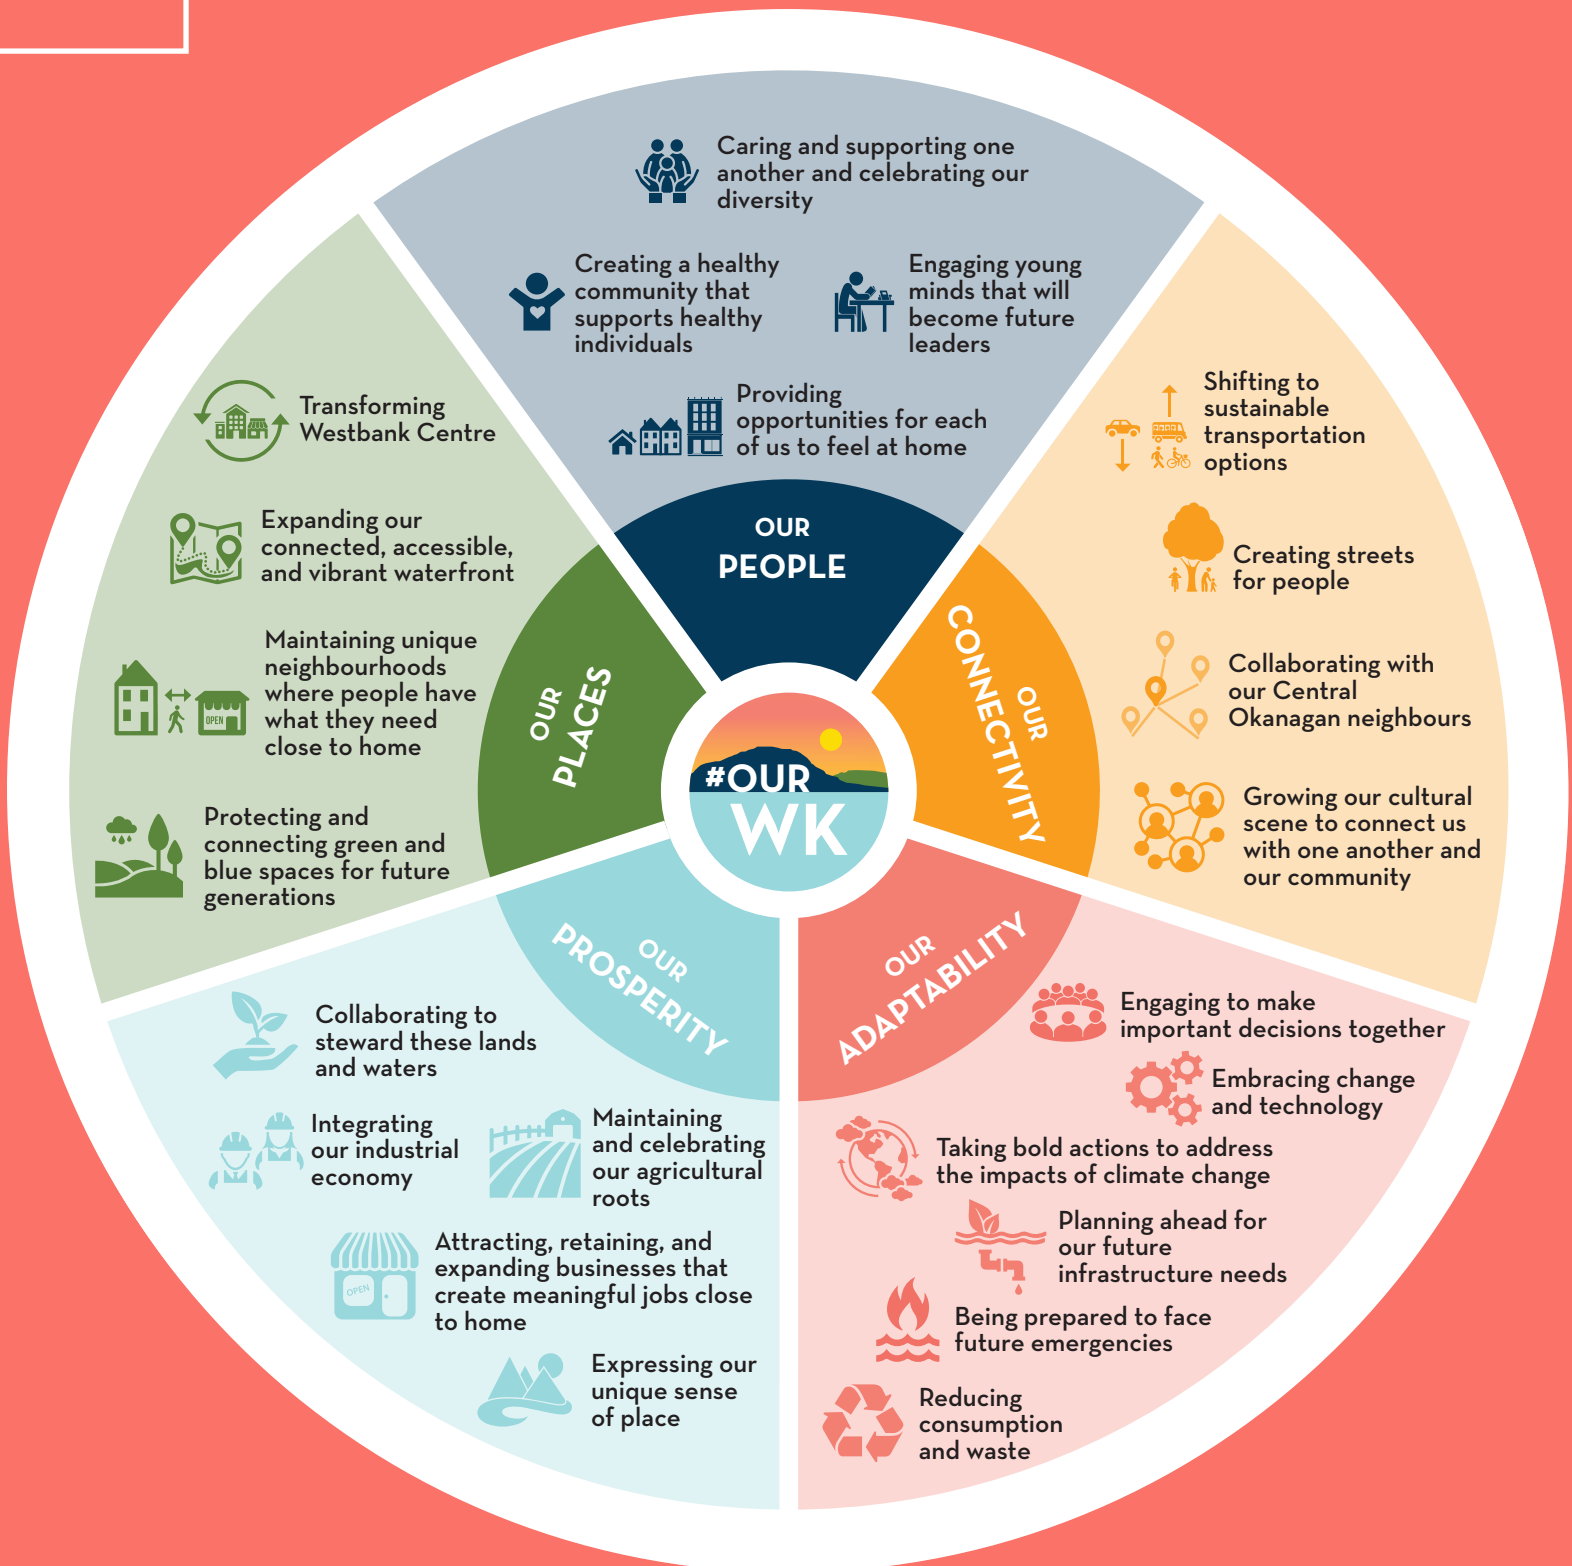 Caring and supporting one
another and celebrating our
diversity
Creating a healthy
community that
supports healthy
individuals
Engaging young
minds that will
become future
leaders
Providing
opportunities for each
of us to feel at home
OUR
PEOPLE
Shifting to
sustainable
transportation
options
Creating streets
for people
Collaborating with
our Central
Okanagan neighbours
Growing our cultural
scene to connect us
with one another and
our community
OUR
CONNECTIVITY
Engaging to make
important decisions together
Embracing change
and technology
Taking bold actions to address
the impacts of climate change
Planning ahead for
our future
infrastructure needs
Being prepared to face
future emergencies
Reducing
consumption
and waste
OUR
ADAPTABILITY
OUR
PROSPERITY
Collaborating to
steward these lands
and waters
Integrating
our industrial
economy
Maintaining
and celebrating
our agricultural
roots
OPEN
Attracting, retaining, and
expanding businesses that
create meaningful jobs close
to home
Expressing our
unique sense
of place
OUR
PLACES
Transforming
Westbank Centre
Expanding our
connected, accessible,
and vibrant waterfront
Maintaining unique
neighbourhoods
where people have
what they need
close to home
OPEN
Protecting and
connecting green and
blue spaces for future
generations
#OUR
WK